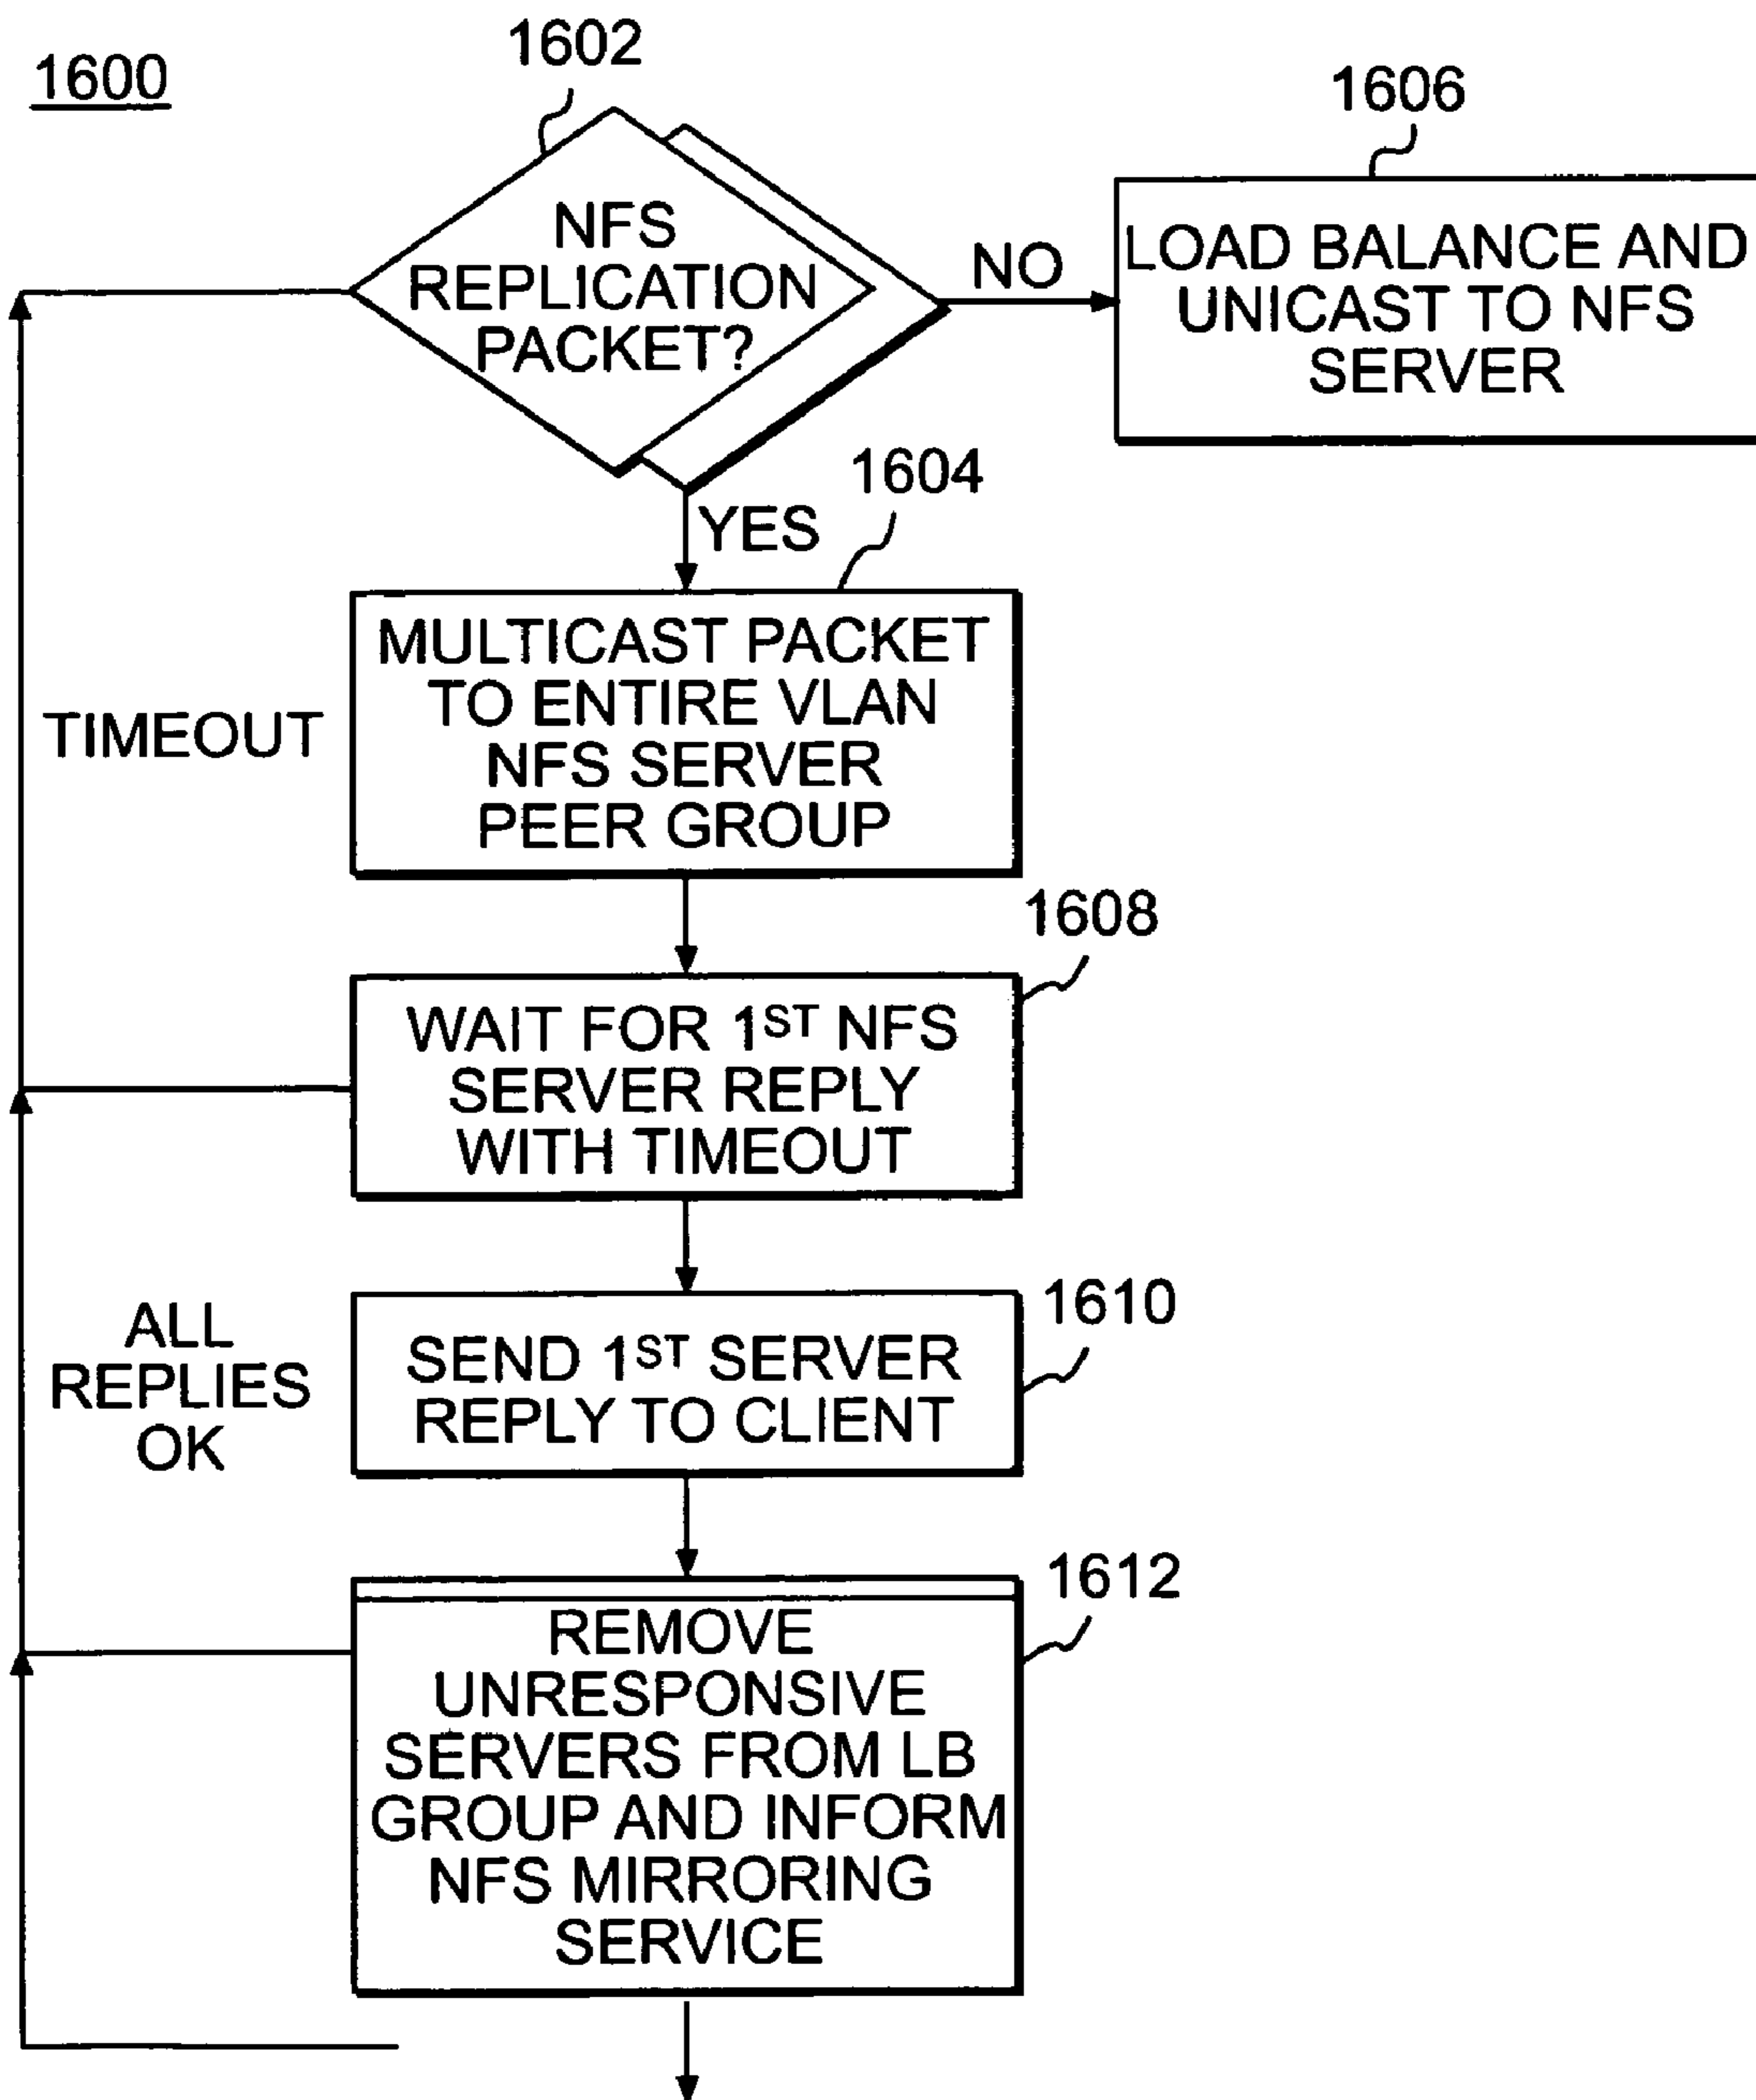 1600
1602
1606
NFS
REPLICATION
PACKET?
NO
LOAD BALANCE AND
UNICAST TO NFS
SERVER
YES
1604
MULTICAST PACKET
TO ENTIRE VLAN
NFS SERVER
PEER GROUP
TIMEOUT
1608
WAIT FOR 1ST NFS
SERVER REPLY
WITH TIMEOUT
1610
SEND 1ST SERVER
REPLY TO CLIENT
ALL
REPLIES
OK
1612
REMOVE
UNRESPONSIVE
SERVERS FROM LB
GROUP AND INFORM
NFS MIRRORING
SERVICE